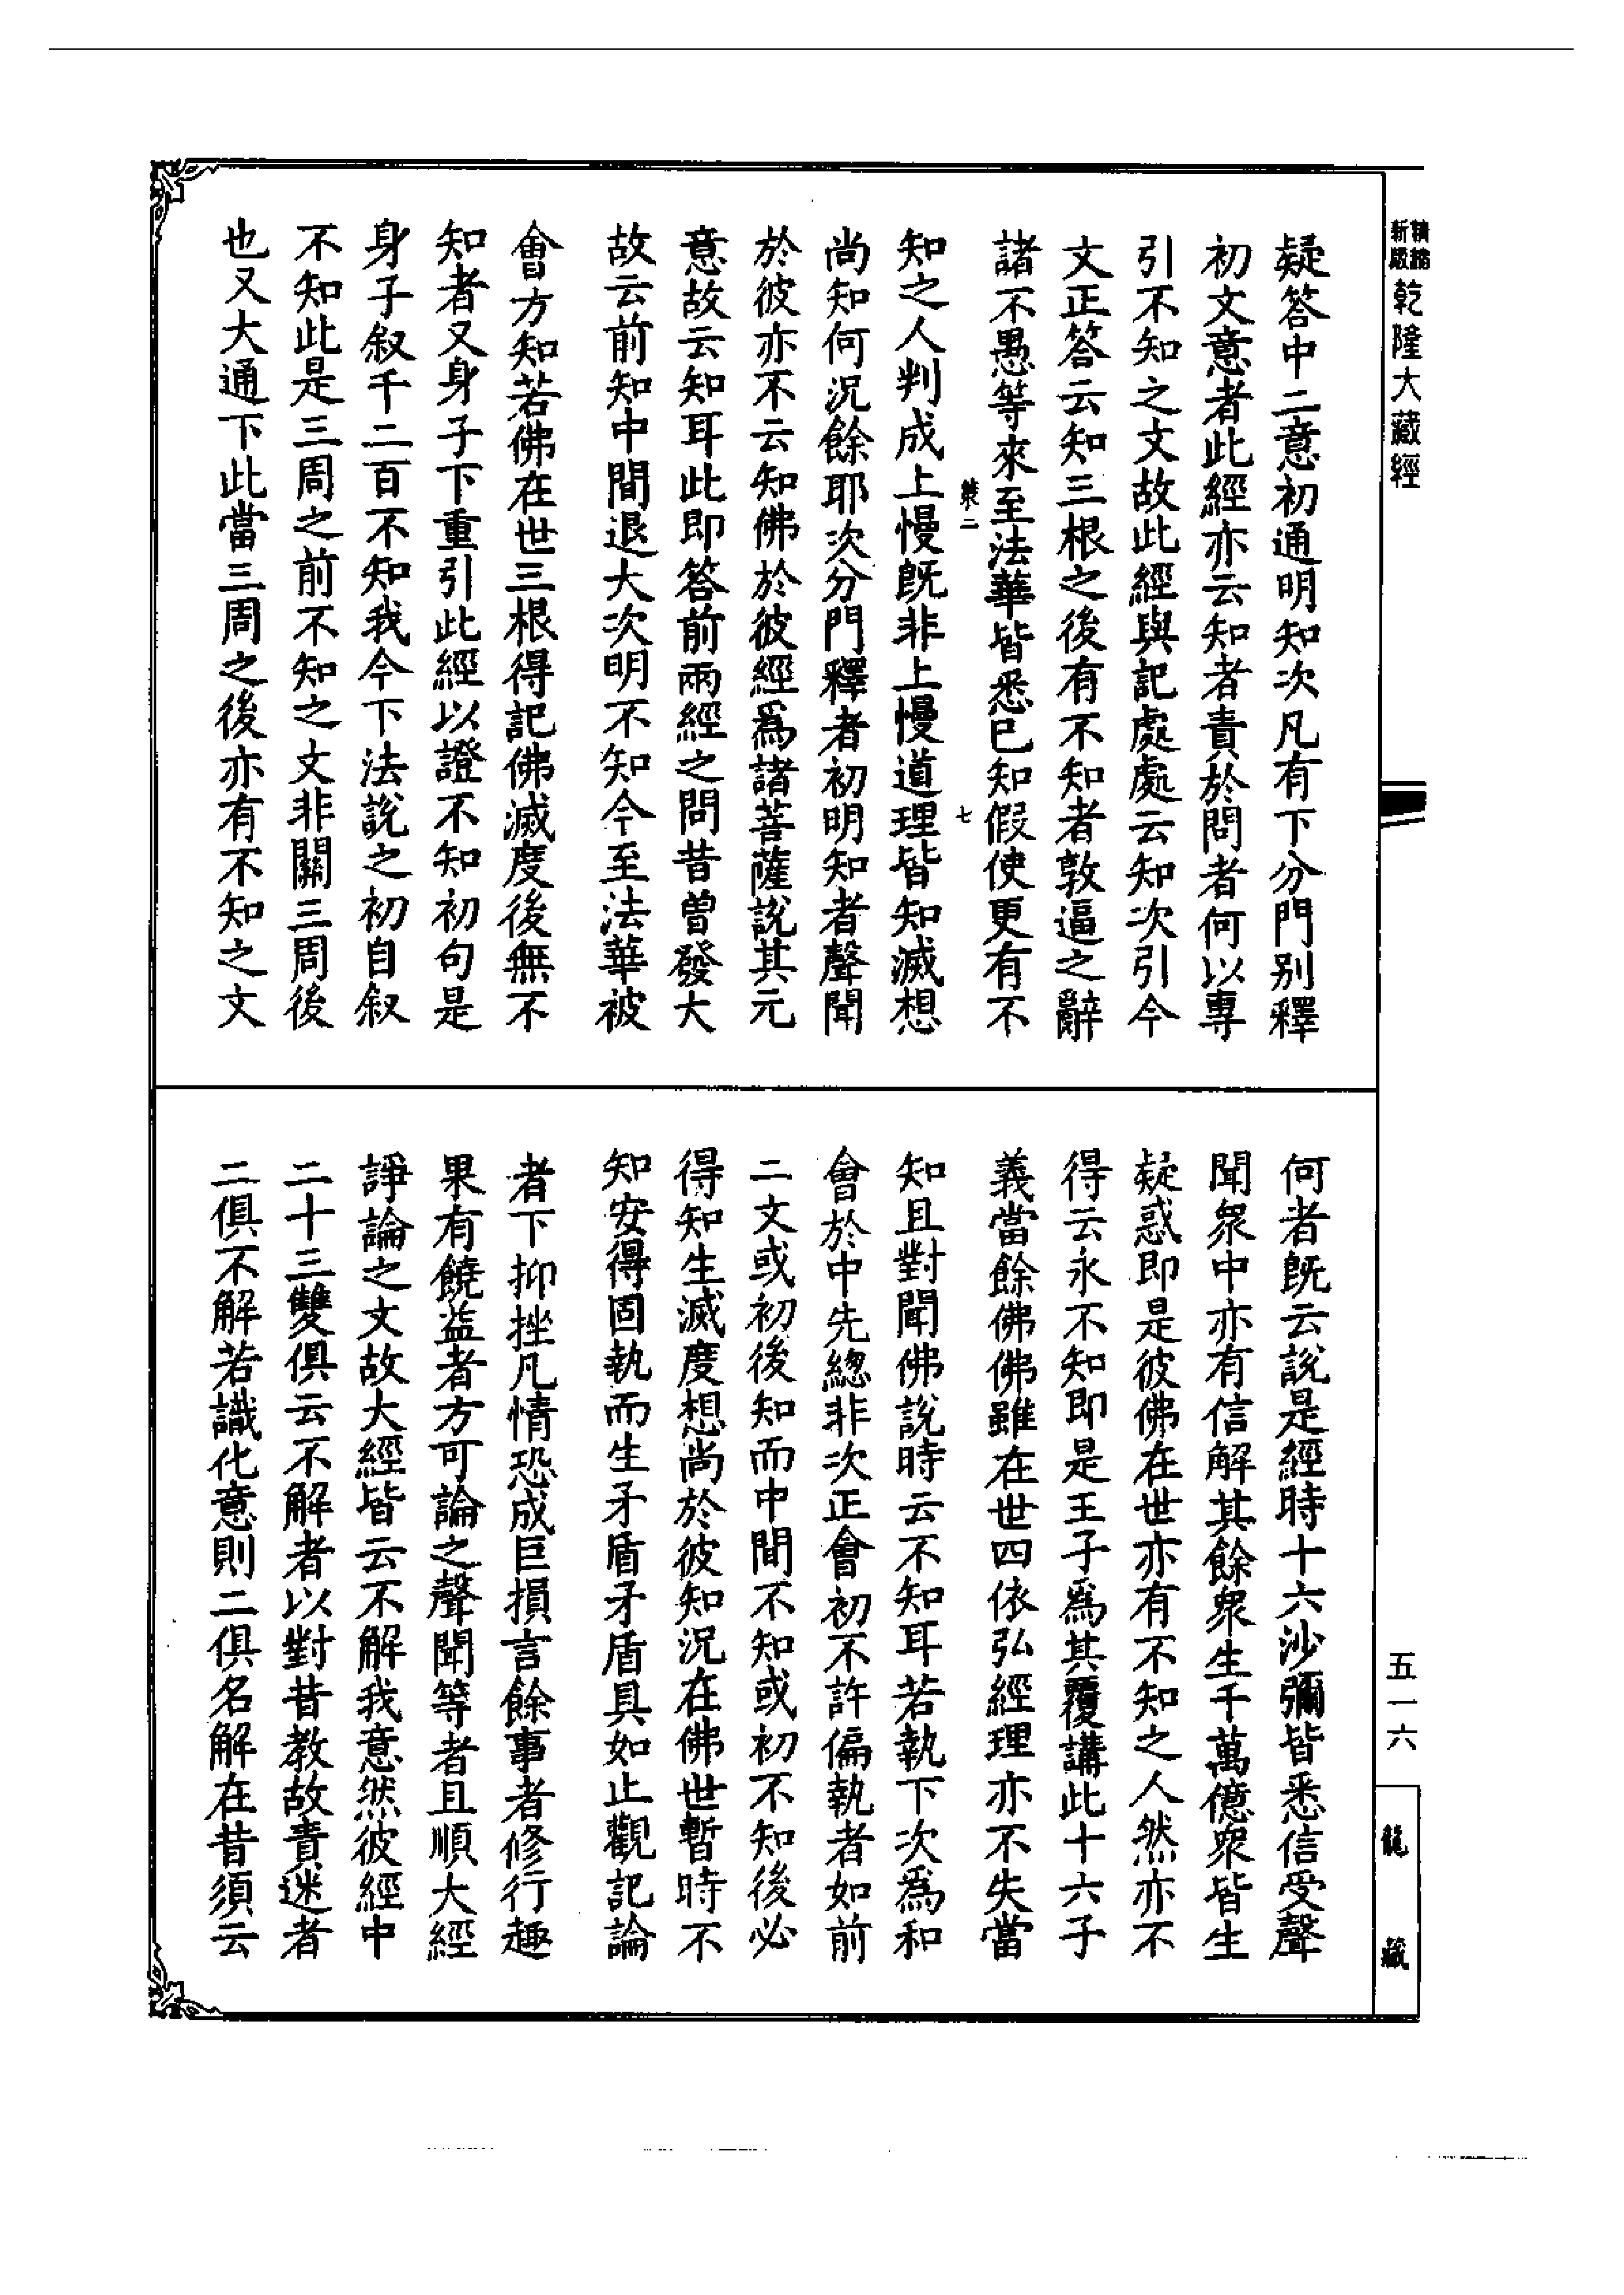 新版
精縮
乾隆大藏經
疑答中二意初通明知次凡有下分門別釋
初文意者此經亦云知者責於問者何以專
引不知之文故此經與記處處云知次引今
文正答云知三根之後有不知者敦逼之辭
諸不愚等來至法華皆悉已知假使更有不
七
知之人判成上慢既非上慢道理皆知滅想
尚知何況餘耶次分門釋者初明知者聲聞
於彼亦不云知佛於彼經爲諸菩薩說其元
意故云知耳此即答前兩經之問昔曾發大
故云前知中間退大次明不知今至法華被
會方知若佛在世三根得記佛滅度後無不
知者又身子下重引此經以證不知初句是
身子叙千二百不知我今下法說之初自叙
不知此是三周之前不知之文非關三周後
也又大通下此當三周之後亦有不知之文
何者既云說是經時十六沙彌皆悉信受聲
聞衆中亦有信解其餘衆生千萬億衆皆生
疑惑即是彼佛在世亦有不知之人然亦不
得云永不知即是王子爲其覆講此十六子
義當餘佛佛雖在世四依弘經理亦不失當
知且對聞佛說時云不知耳若執下次爲和
會於中先總非次正會初不許偏執者如前
二文或初後知而中間不知或初不知後必
得知生滅度想尚於彼知況在佛世暫時不
知安得固執而生矛盾矛盾具如止觀記論
者下抑挫凡情恐成巨損言餘事者修行趣
果有饒益者方可論之聲聞等者且順大經
諍論之文故大經皆云不解我意然彼經中
二十三雙俱云不解者以對昔教故責迷者
二俱不解若識化意則二俱名解在昔須云
五一六
龍藏